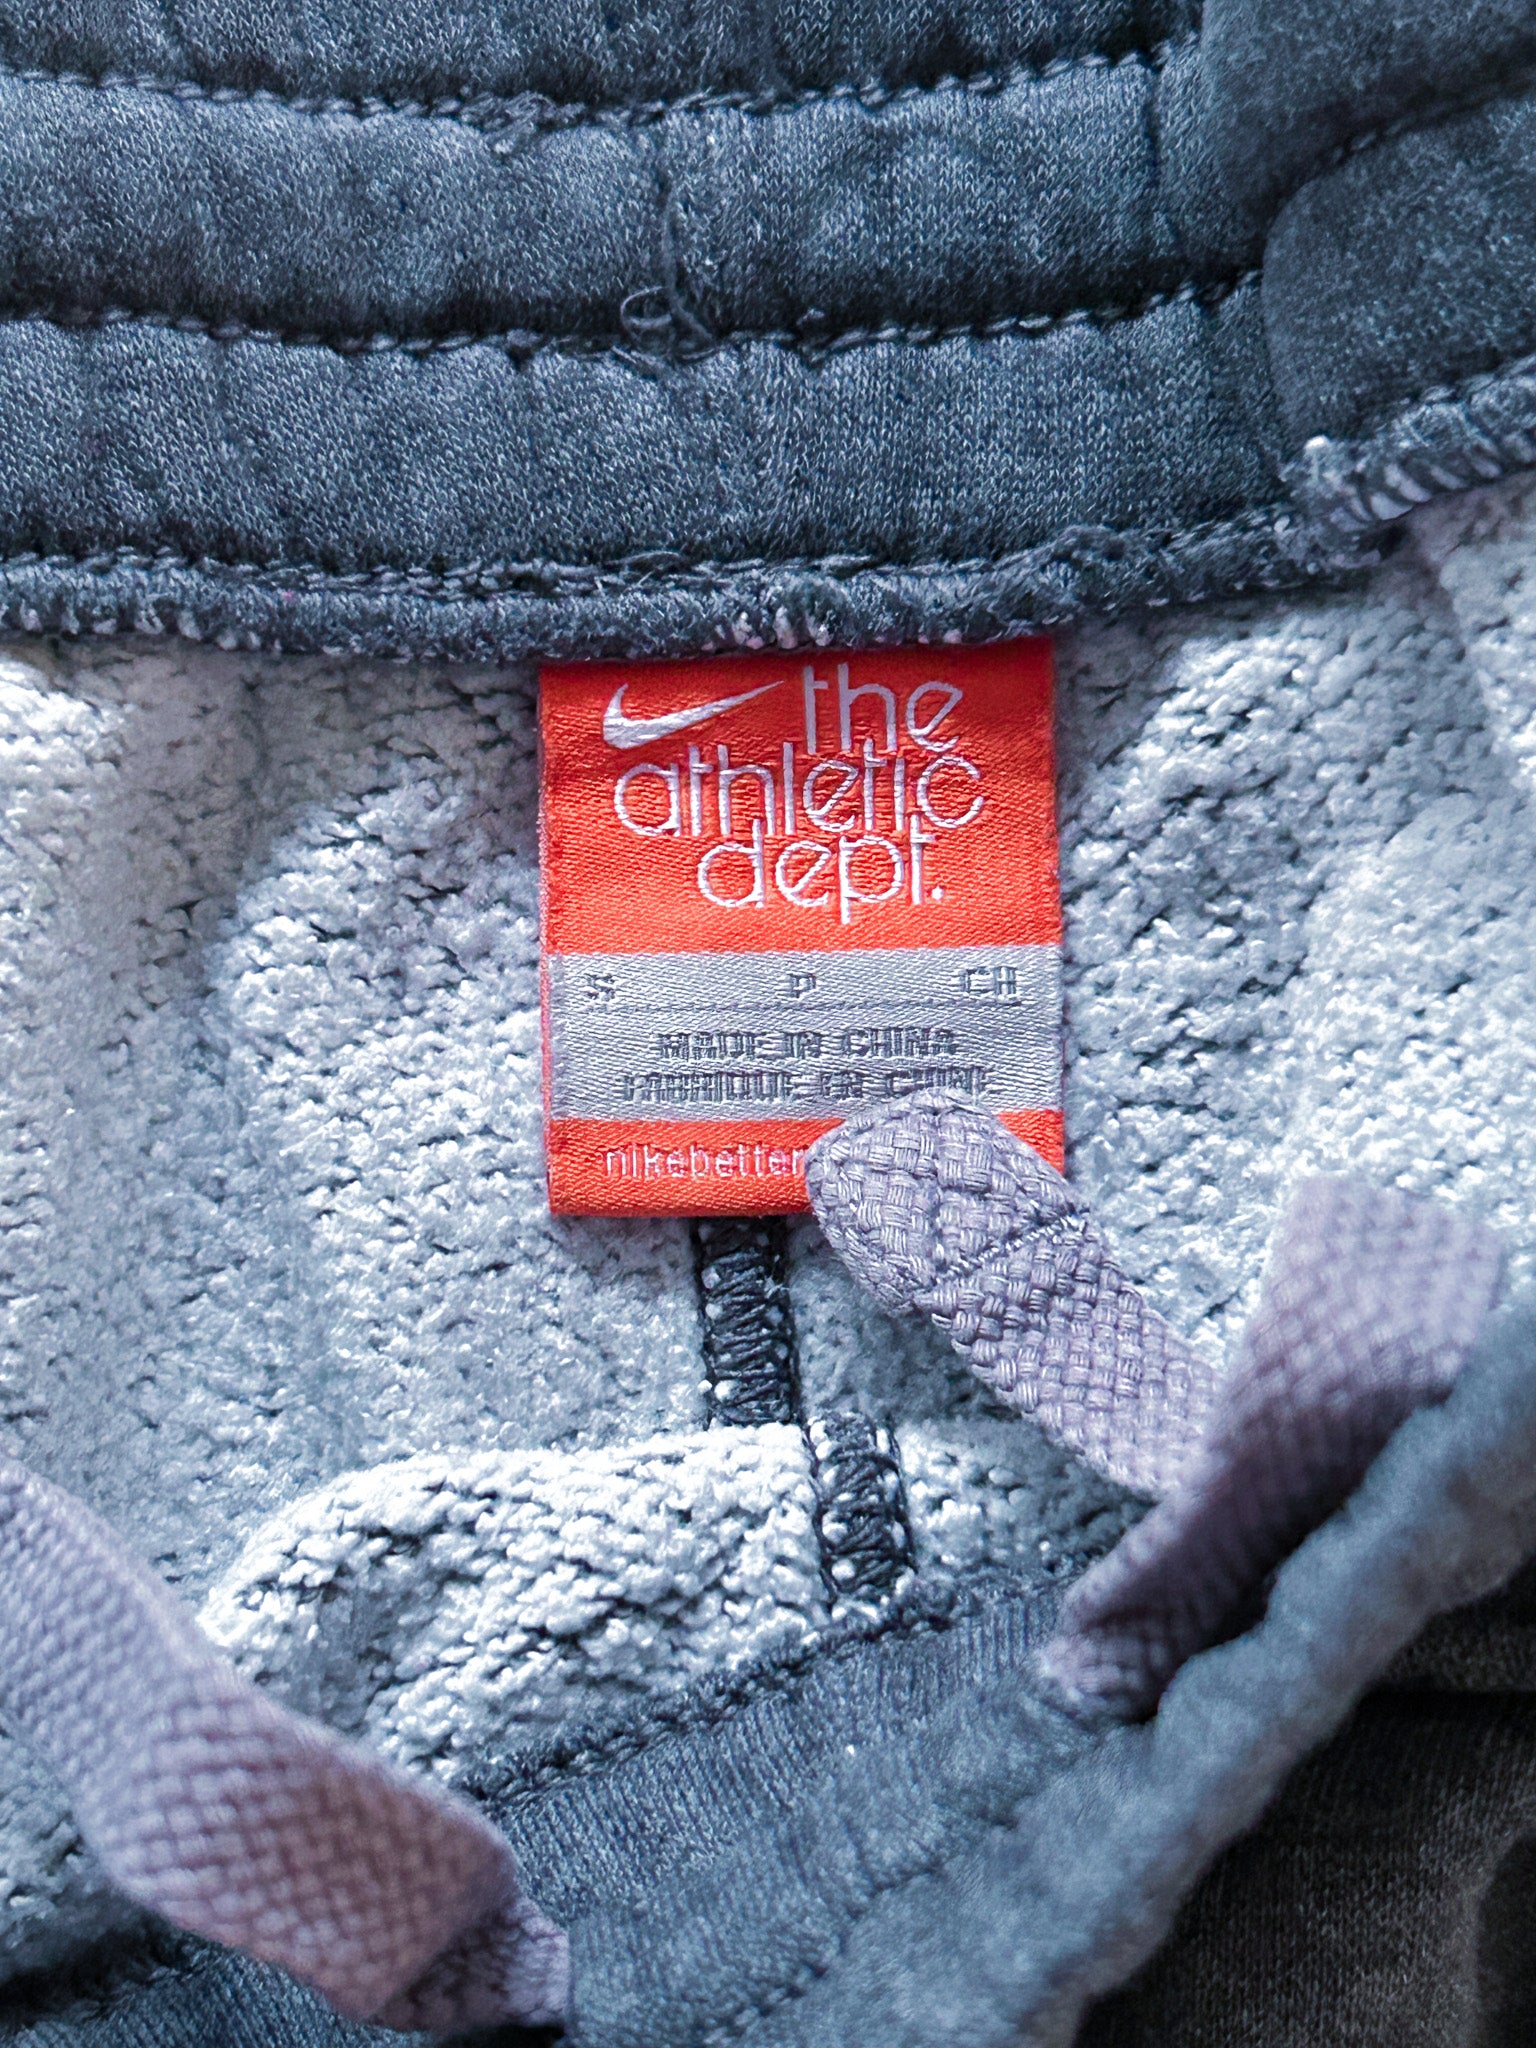 the
athletic
dept.
S P CH
MADE IN CHINA
FABRIQUE EN CHINE
nikebetter